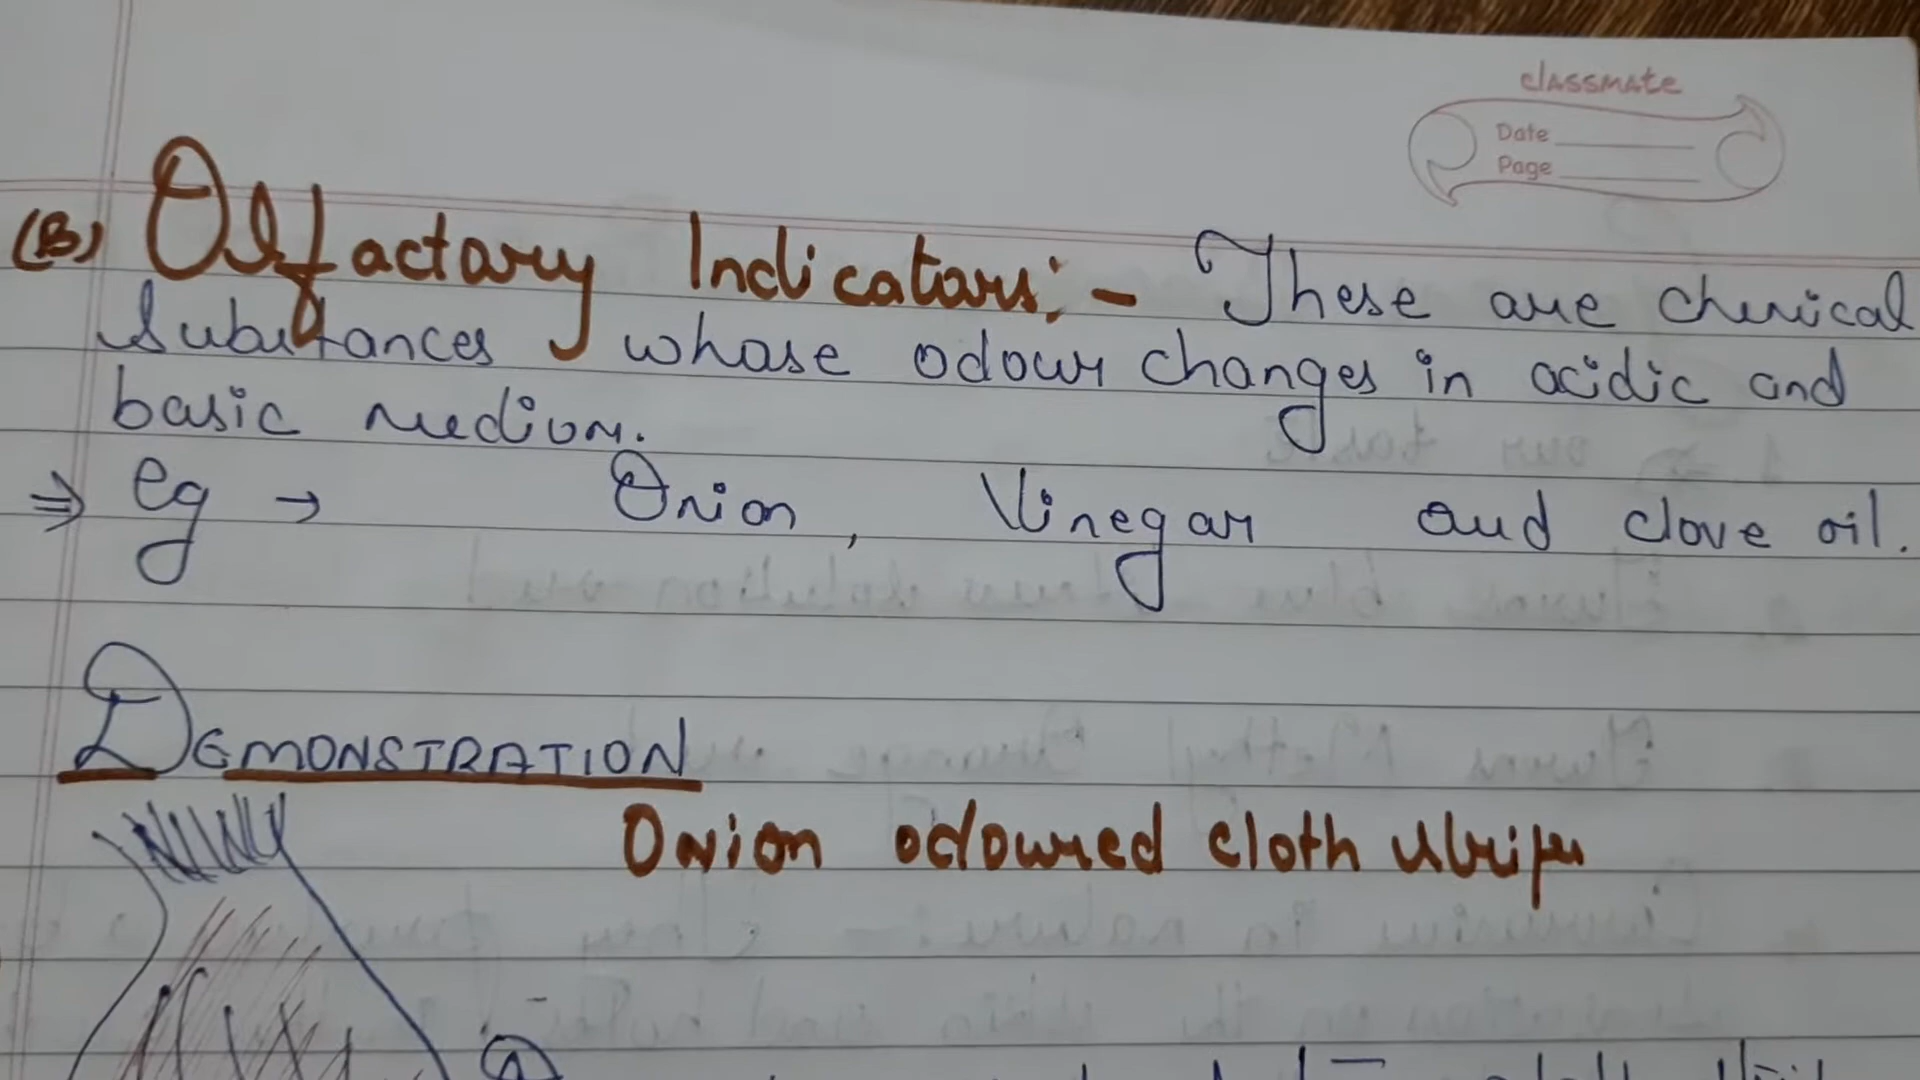 classmate
Date
Page
(B) Olfactory Indicators:- These are chemical
substances whose odour changes in acidic and
basic medium.
⇒ eg → Onion, Vinegar and clove oil.
DEMONSTRATION
Onion odoured cloth strips